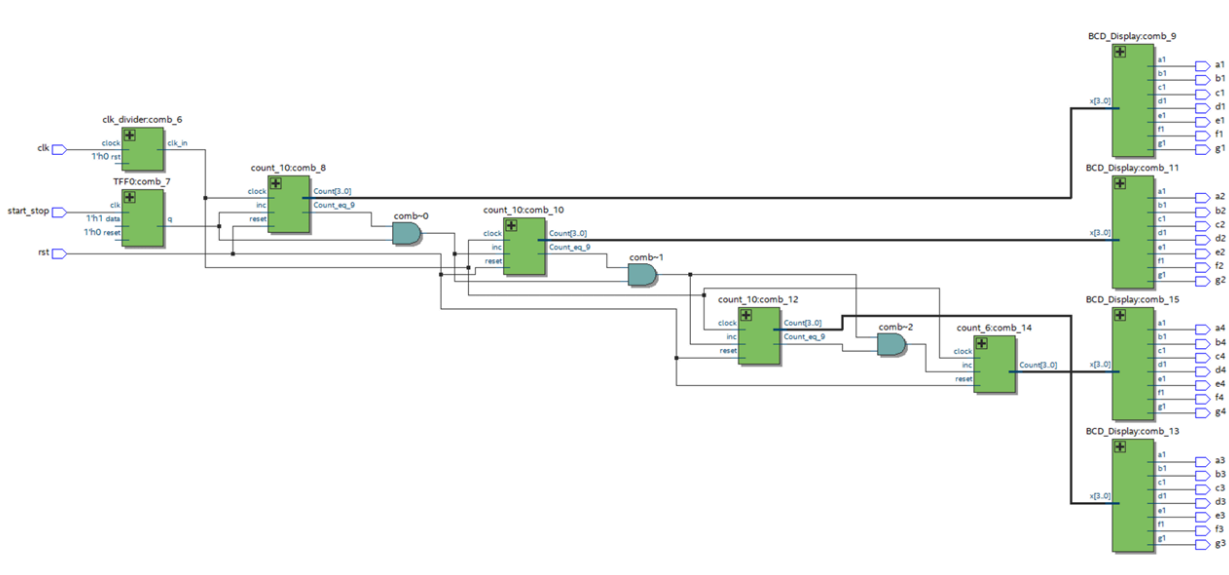 BCD_Display:comb_9
a1
b1
c1
d1
e1
f1
g1
x[3..0]
a1
b1
c1
d1
e1
f1
g1
clk_divider:comb_6
clk
clock
1'h0 rst
clk_in
TFF0:comb_7
start_stop
clk
1'h1 data
1'h0 reset
q
rst
count_10:comb_8
clock
inc
reset
Count[3..0]
Count_eq_9
comb~0
count_10:comb_10
clock
inc
reset
Count[3..0]
Count_eq_9
comb~1
BCD_Display:comb_11
a1
b1
c1
d1
e1
f1
g1
x[3..0]
a2
b2
c2
d2
e2
f2
g2
count_10:comb_12
clock
inc
reset
Count[3..0]
Count_eq_9
comb~2
count_6:comb_14
clock
inc
reset
Count[3..0]
BCD_Display:comb_15
a1
b1
c1
d1
e1
f1
g1
x[3..0]
a4
b4
c4
d4
e4
f4
g4
BCD_Display:comb_13
a1
b1
c1
d1
e1
f1
g1
x[3..0]
a3
b3
c3
d3
e3
f3
g3